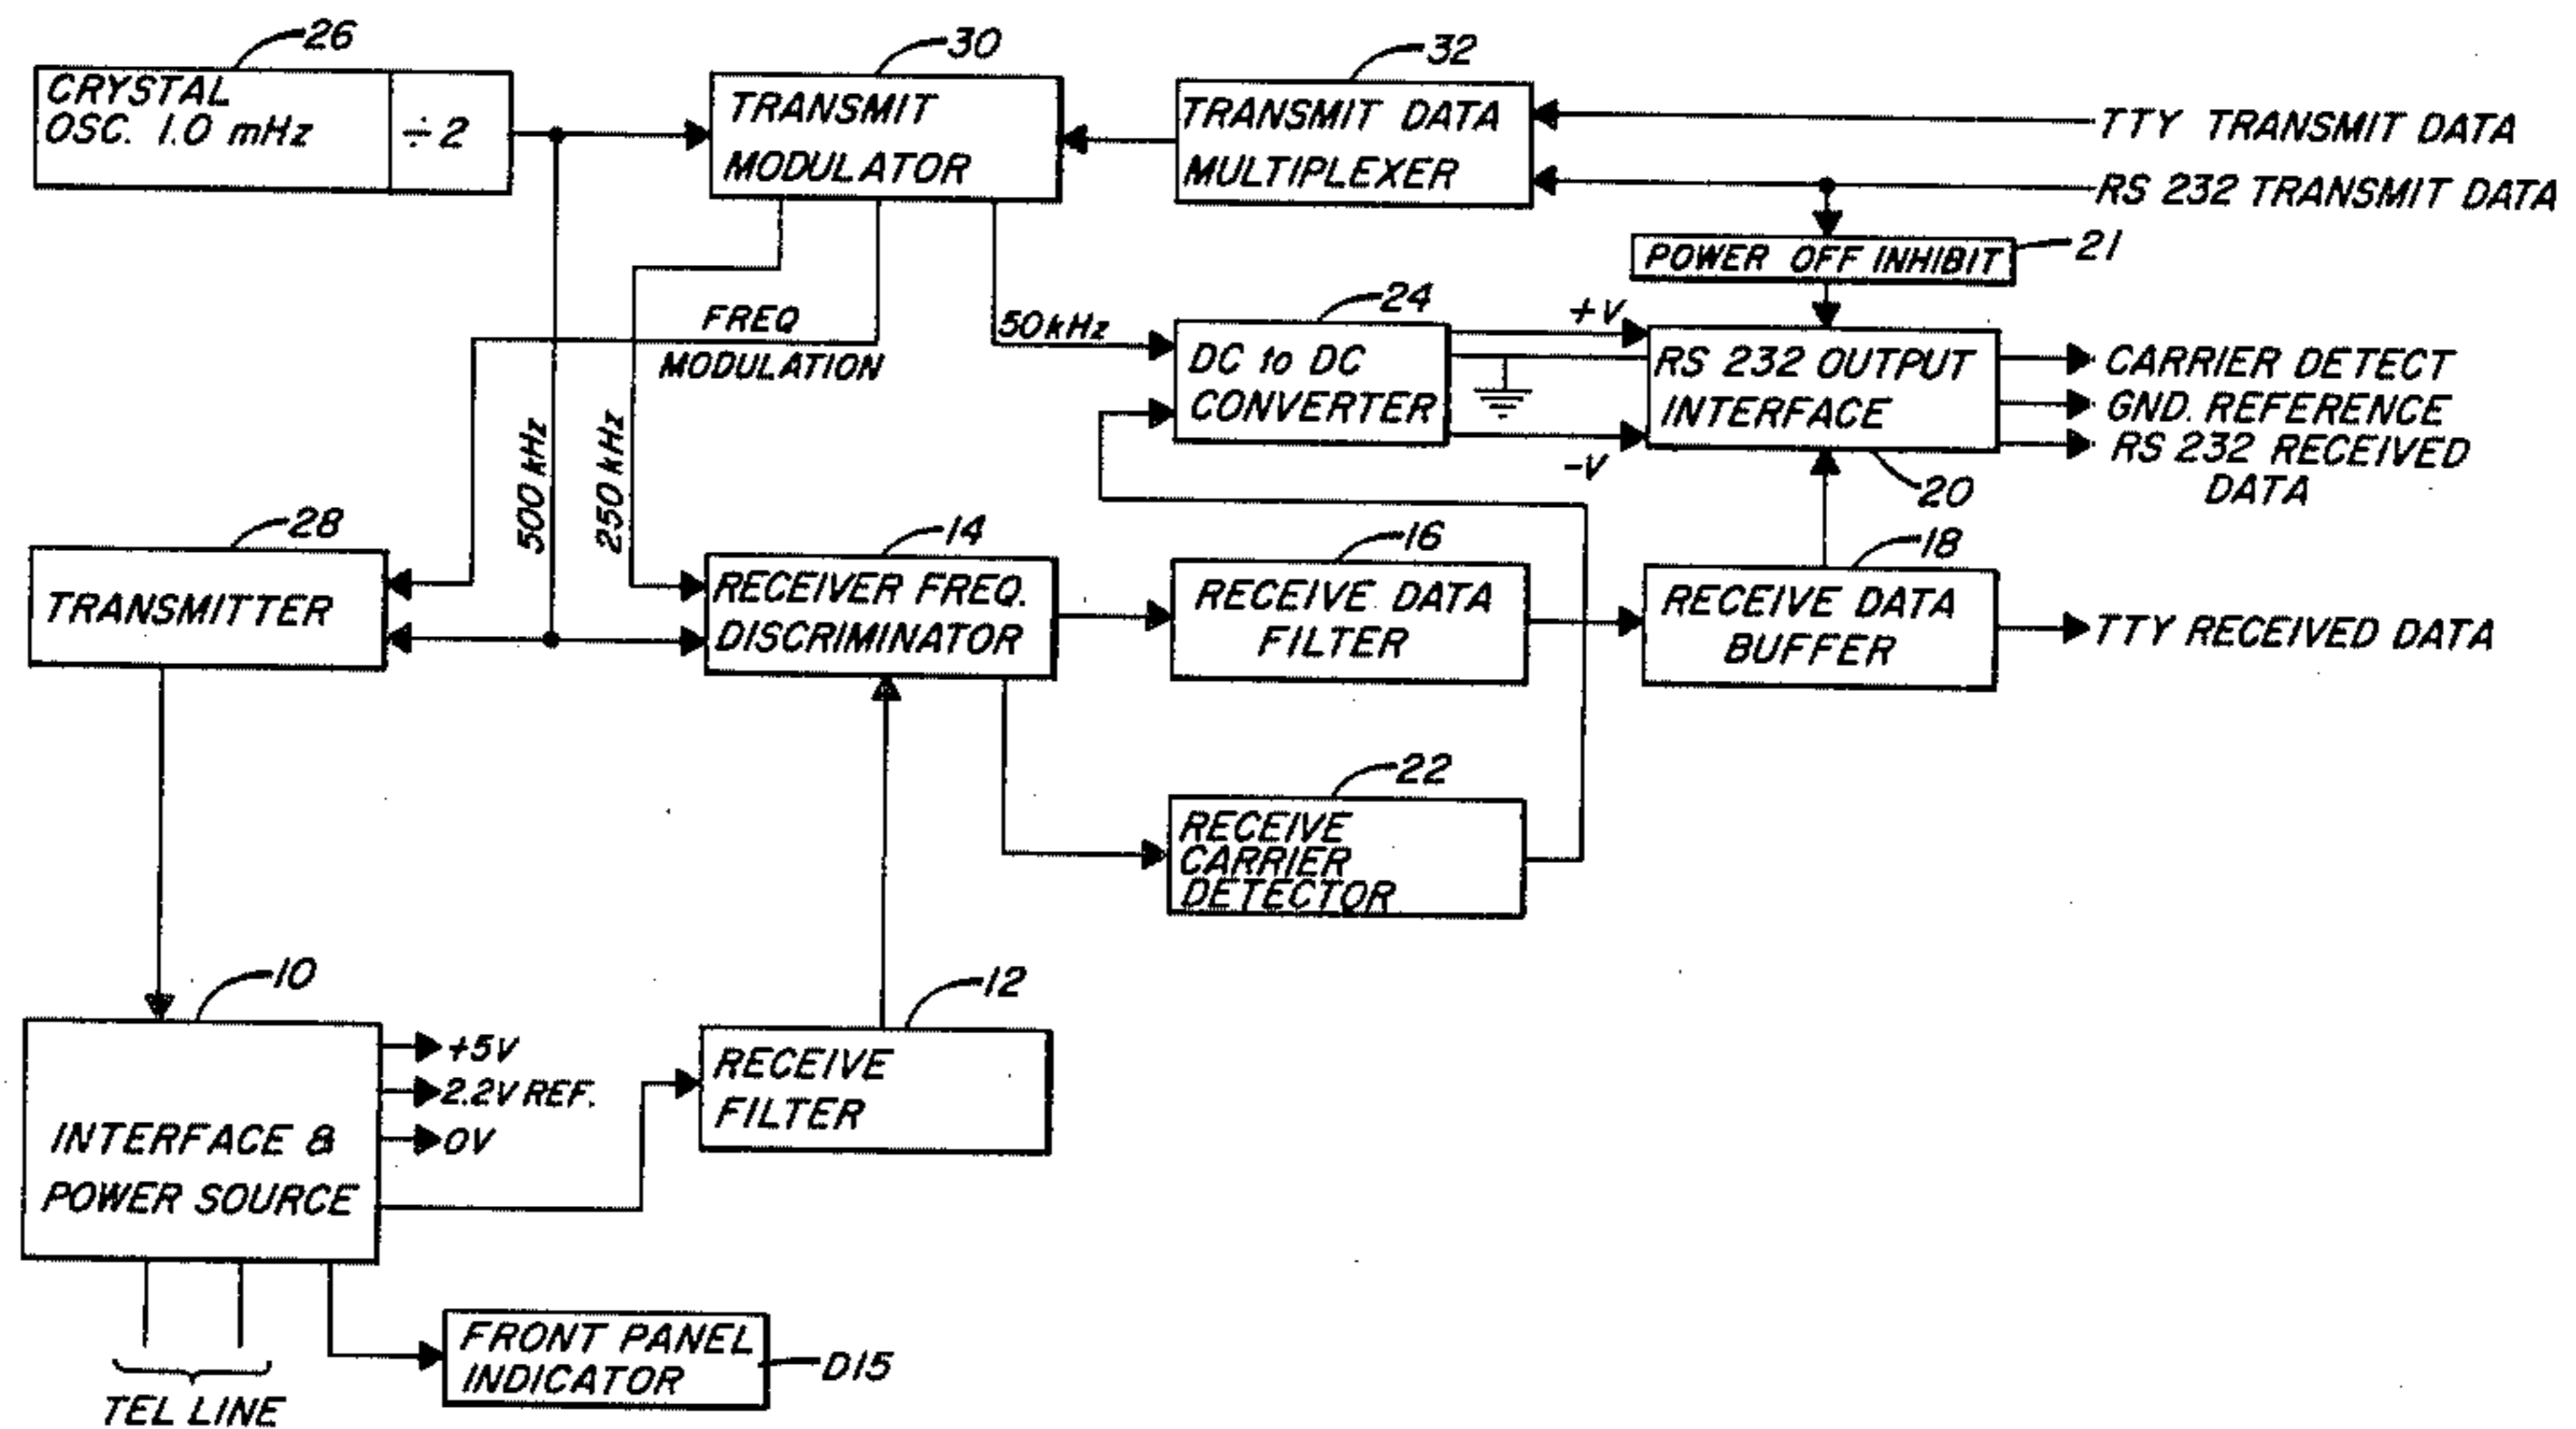 26
CRYSTAL
OSC. 1.0 mHz
÷2
30
TRANSMIT
MODULATOR
32
TRANSMIT DATA
MULTIPLEXER
TTY TRANSMIT DATA
RS 232 TRANSMIT DATA
POWER OFF INHIBIT
21
FREQ
MODULATION
50 kHz
24
DC to DC
CONVERTER
+V
-V
RS 232 OUTPUT
INTERFACE
20
CARRIER DETECT
GND. REFERENCE
RS 232 RECEIVED
DATA
500 kHz
250 kHz
28
TRANSMITTER
14
RECEIVER FREQ.
DISCRIMINATOR
16
RECEIVE DATA
FILTER
18
RECEIVE DATA
BUFFER
TTY RECEIVED DATA
22
RECEIVE
CARRIER
DETECTOR
10
INTERFACE &
POWER SOURCE
+5V
2.2V REF.
0V
12
RECEIVE
FILTER
TEL LINE
FRONT PANEL
INDICATOR
D15